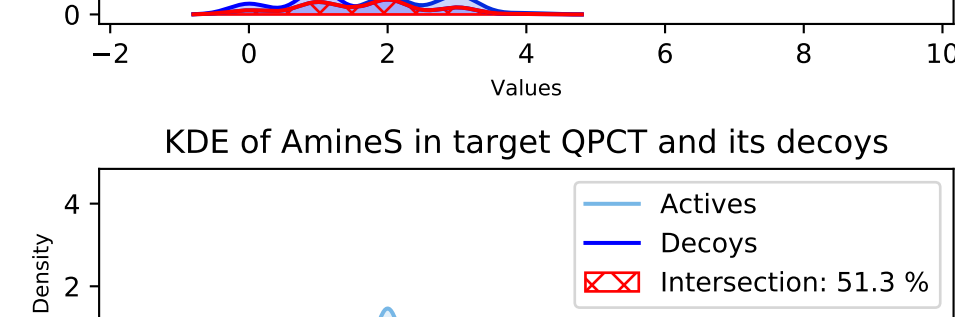 0
−2 0 2 4 6 8 10
Values
KDE of AmineS in target QPCT and its decoys
4
2
Density
Actives
Decoys
Intersection: 51.3 %